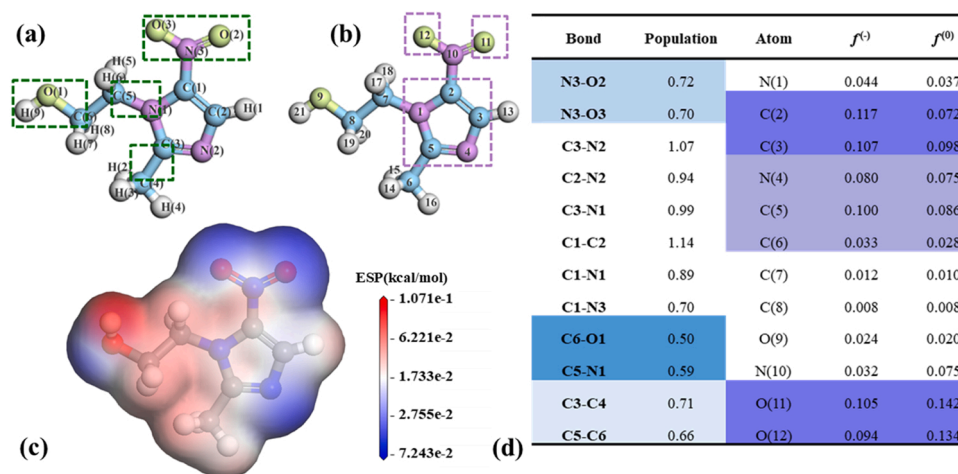 (a)
O(3)
O(2)
N(3)
H(5)
H(6)
O(1)
C(5)
N(1)
C(1)
H(1
C(2)
H(9)
C(6)
H(8)
H(7)
C(3)
N(2)
H(2
C(4)
H(3)
H(4)
(b)
12
11
10
18
17
9
7
2
1
3
13
21
8
20
19
5
4
15
14
6
16
(c)
ESP(kcal/mol)
- 1.071e-1
- 6.221e-2
- 1.733e-2
- 2.755e-2
- 7.243e-2
(d)
Bond Population Atom f(-) f(0)
N3-O2 0.72 N(1) 0.044 0.037
N3-O3 0.70 C(2) 0.117 0.072
C3-N2 1.07 C(3) 0.107 0.098
C2-N2 0.94 N(4) 0.080 0.075
C3-N1 0.99 C(5) 0.100 0.086
C1-C2 1.14 C(6) 0.033 0.028
C1-N1 0.89 C(7) 0.012 0.010
C1-N3 0.70 C(8) 0.008 0.008
C6-O1 0.50 O(9) 0.024 0.020
C5-N1 0.59 N(10) 0.032 0.075
C3-C4 0.71 O(11) 0.105 0.142
C5-C6 0.66 O(12) 0.094 0.134